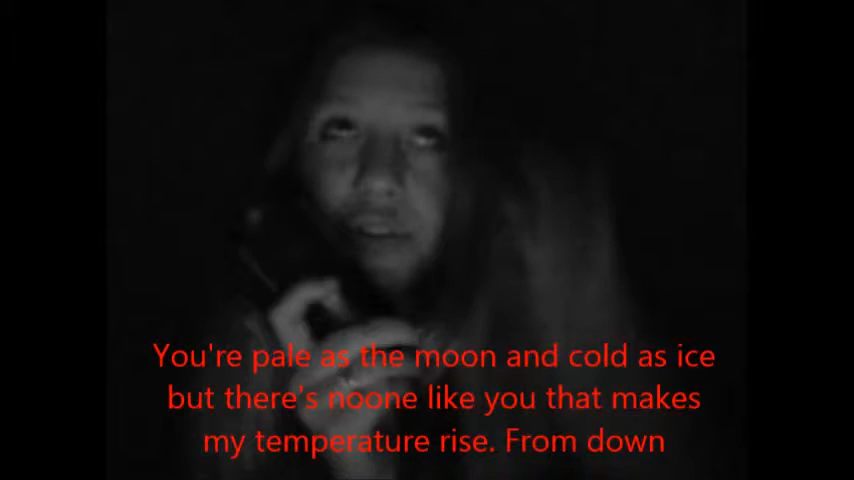 You're pale as the moon and cold as ice
but there's noone like you that makes
my temperature rise. From down